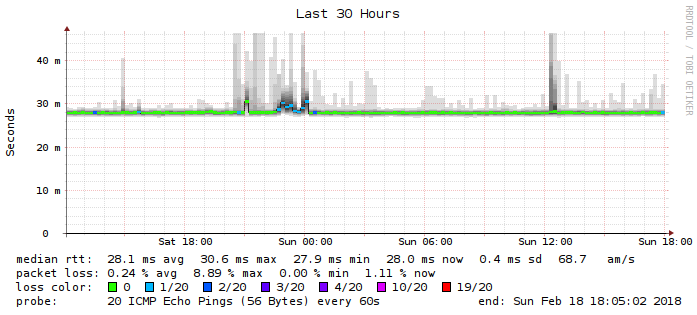 Last 30 Hours
RRDTOOL / TOBI OETIKER
Seconds
40 m
30 m
20 m
10 m
0
Sat 18:00 Sun 00:00 Sun 06:00 Sun 12:00 Sun 18:00
median rtt: 28.1 ms avg 30.6 ms max 27.9 ms min 28.0 ms now 0.4 ms sd 68.7 am/s
packet loss: 0.24 % avg 8.89 % max 0.00 % min 1.11 % now
loss color: 0 1/20 2/20 3/20 4/20 10/20 19/20
probe: 20 ICMP Echo Pings (56 Bytes) every 60s end: Sun Feb 18 18:05:02 2018